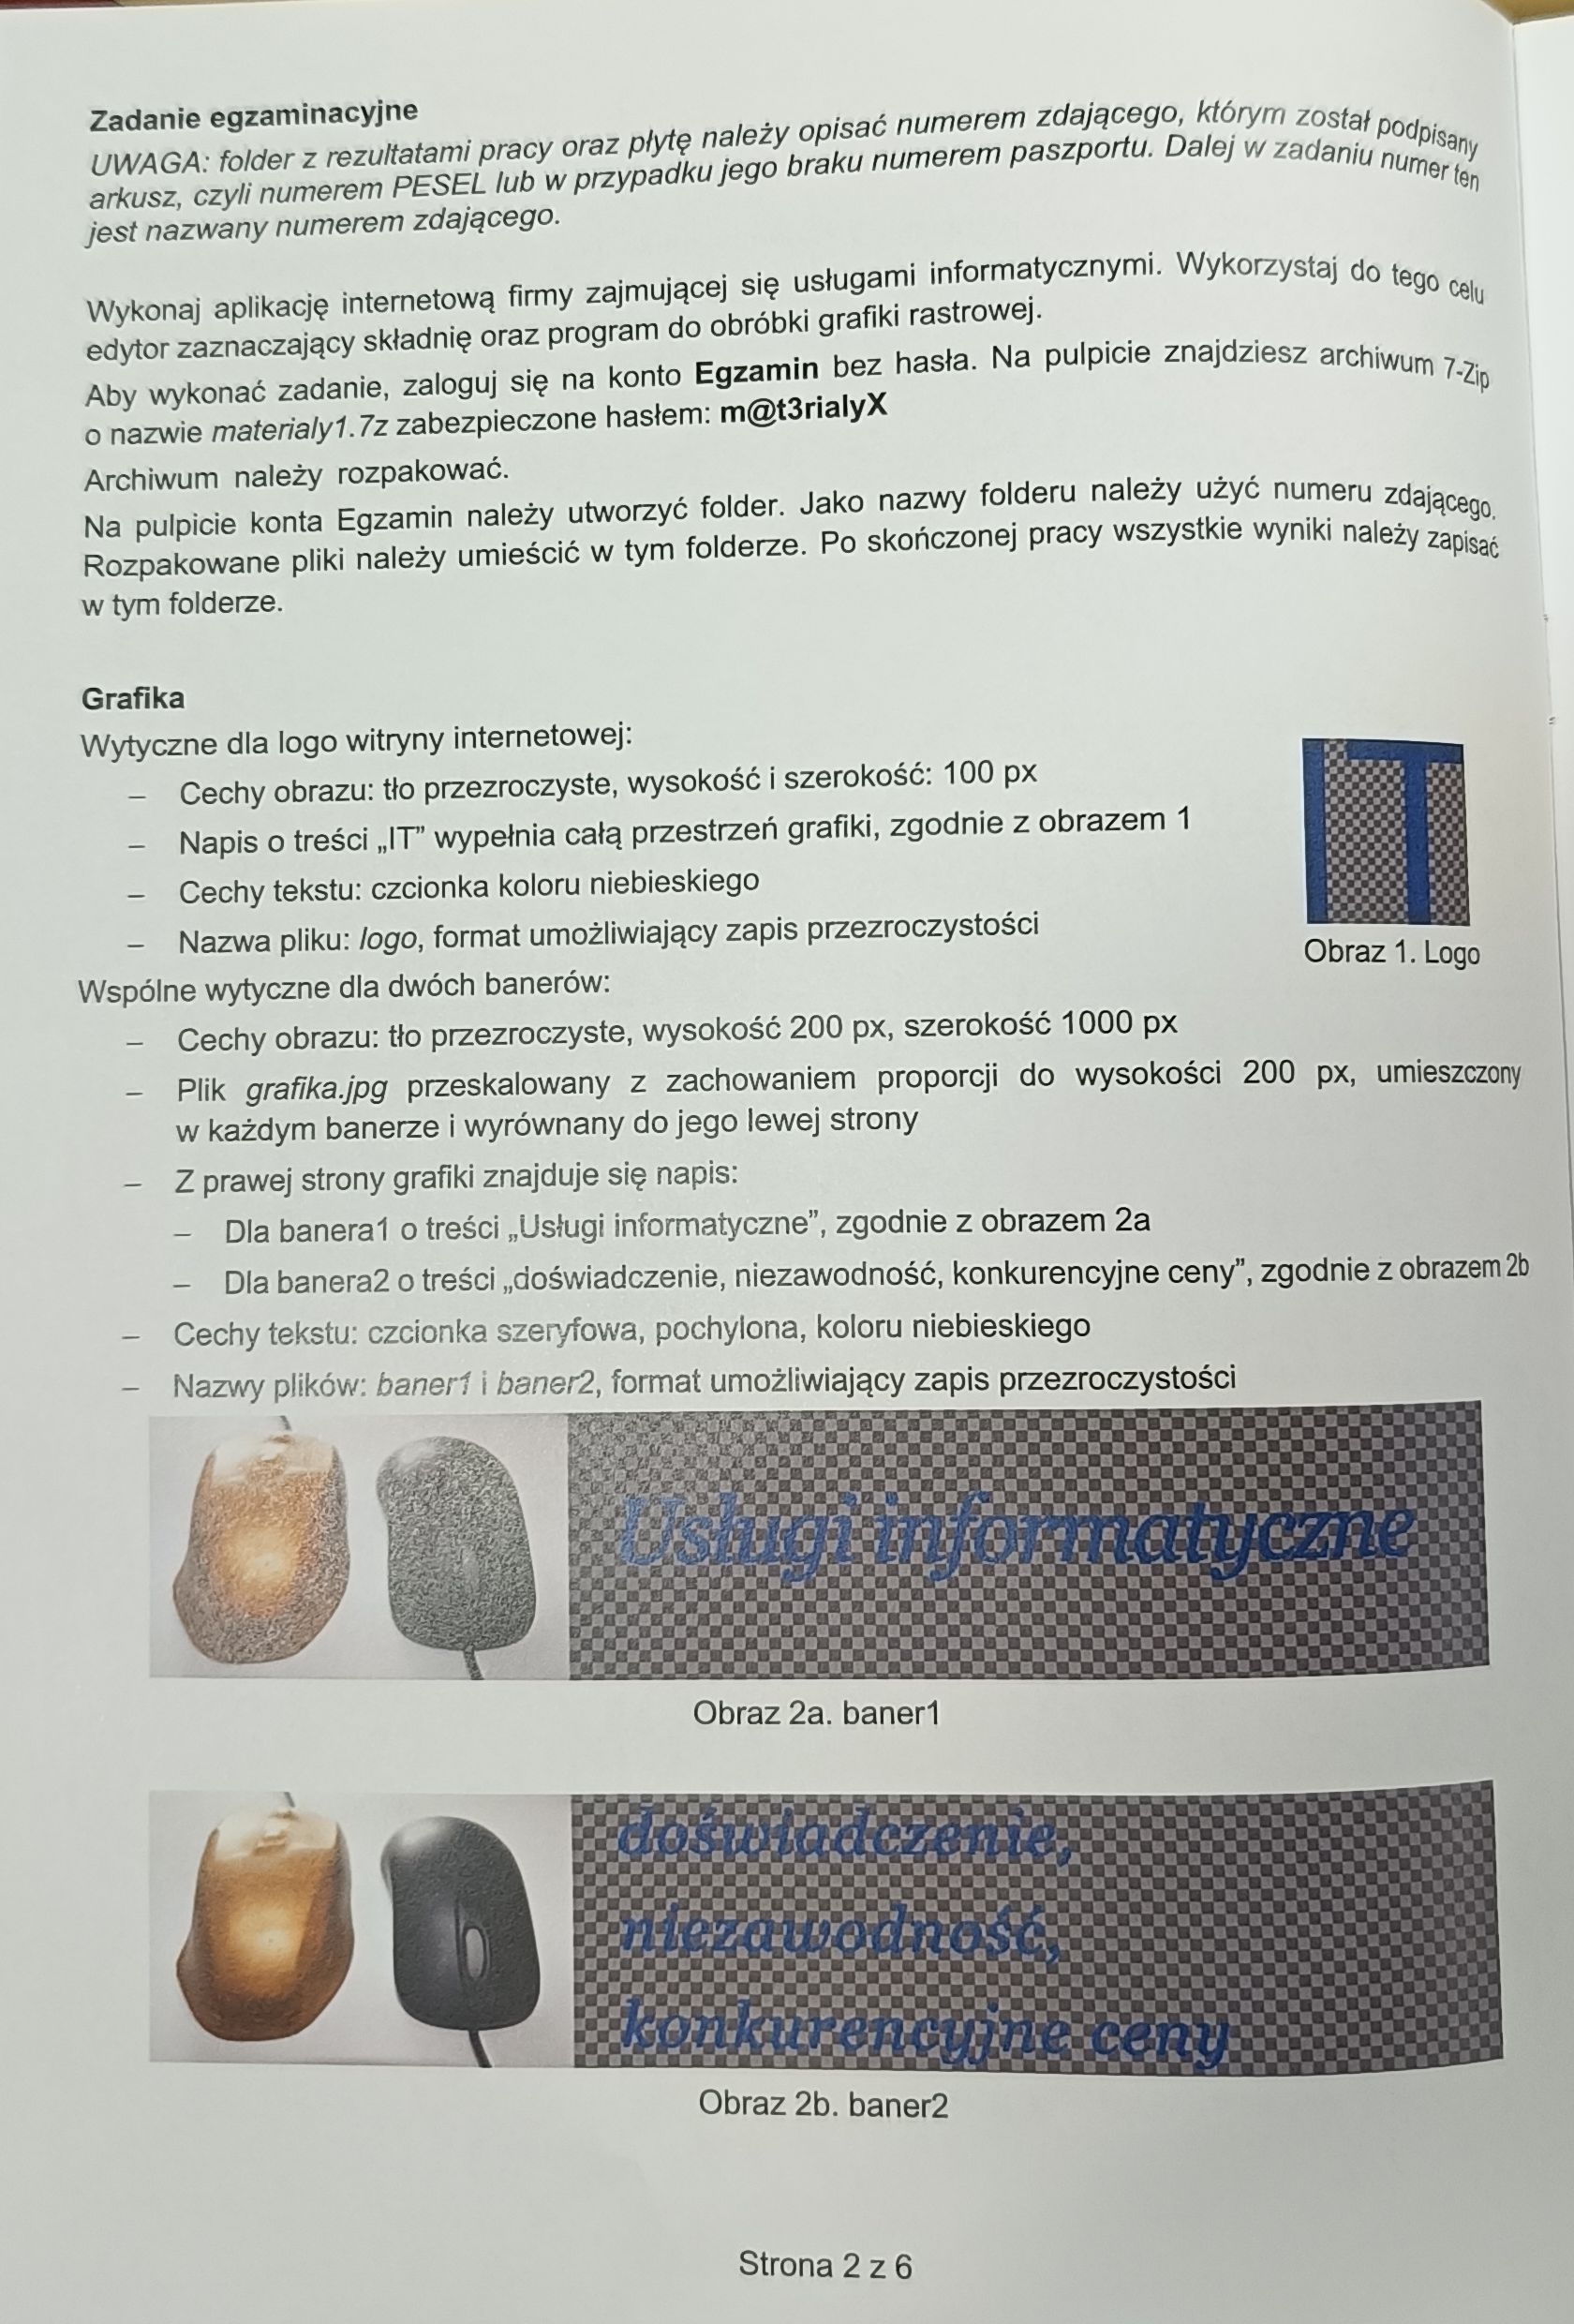 Zadanie egzaminacyjne
UWAGA: folder z rezultatami pracy oraz płytę należy opisać numerem zdającego, którym został podpisany
arkusz, czyli numerem PESEL lub w przypadku jego braku numerem paszportu. Dalej w zadaniu numer ten
jest nazwany numerem zdającego.
Wykonaj aplikację internetową firmy zajmującej się usługami informatycznymi. Wykorzystaj do tego celu
edytor zaznaczający składnię oraz program do obróbki grafiki rastrowej.
Aby wykonać zadanie, zaloguj się na konto Egzamin bez hasła. Na pulpicie znajdziesz archiwum 7-Zip
o nazwie materialy1.7z zabezpieczone hasłem: m@t3rialyX
Archiwum należy rozpakować.
Na pulpicie konta Egzamin należy utworzyć folder. Jako nazwy folderu należy użyć numeru zdającego.
Rozpakowane pliki należy umieścić w tym folderze. Po skończonej pracy wszystkie wyniki należy zapisać
w tym folderze.
Grafika
Wytyczne dla logo witryny internetowej:
– Cechy obrazu: tło przezroczyste, wysokość i szerokość: 100 px
– Napis o treści „IT” wypełnia całą przestrzeń grafiki, zgodnie z obrazem 1
– Cechy tekstu: czcionka koloru niebieskiego
– Nazwa pliku: logo, format umożliwiający zapis przezroczystości
IT
Obraz 1. Logo
Wspólne wytyczne dla dwóch banerów:
– Cechy obrazu: tło przezroczyste, wysokość 200 px, szerokość 1000 px
– Plik grafika.jpg przeskalowany z zachowaniem proporcji do wysokości 200 px, umieszczony
w każdym banerze i wyrównany do jego lewej strony
– Z prawej strony grafiki znajduje się napis:
– Dla banera1 o treści „Usługi informatyczne”, zgodnie z obrazem 2a
– Dla banera2 o treści „doświadczenie, niezawodność, konkurencyjne ceny”, zgodnie z obrazem 2b
– Cechy tekstu: czcionka szeryfowa, pochylona, koloru niebieskiego
– Nazwy plików: baner1 i baner2, format umożliwiający zapis przezroczystości
Usługi informatyczne
Obraz 2a. baner1
doświadczenie,
niezawodność,
konkurencyjne ceny
Obraz 2b. baner2
Strona 2 z 6